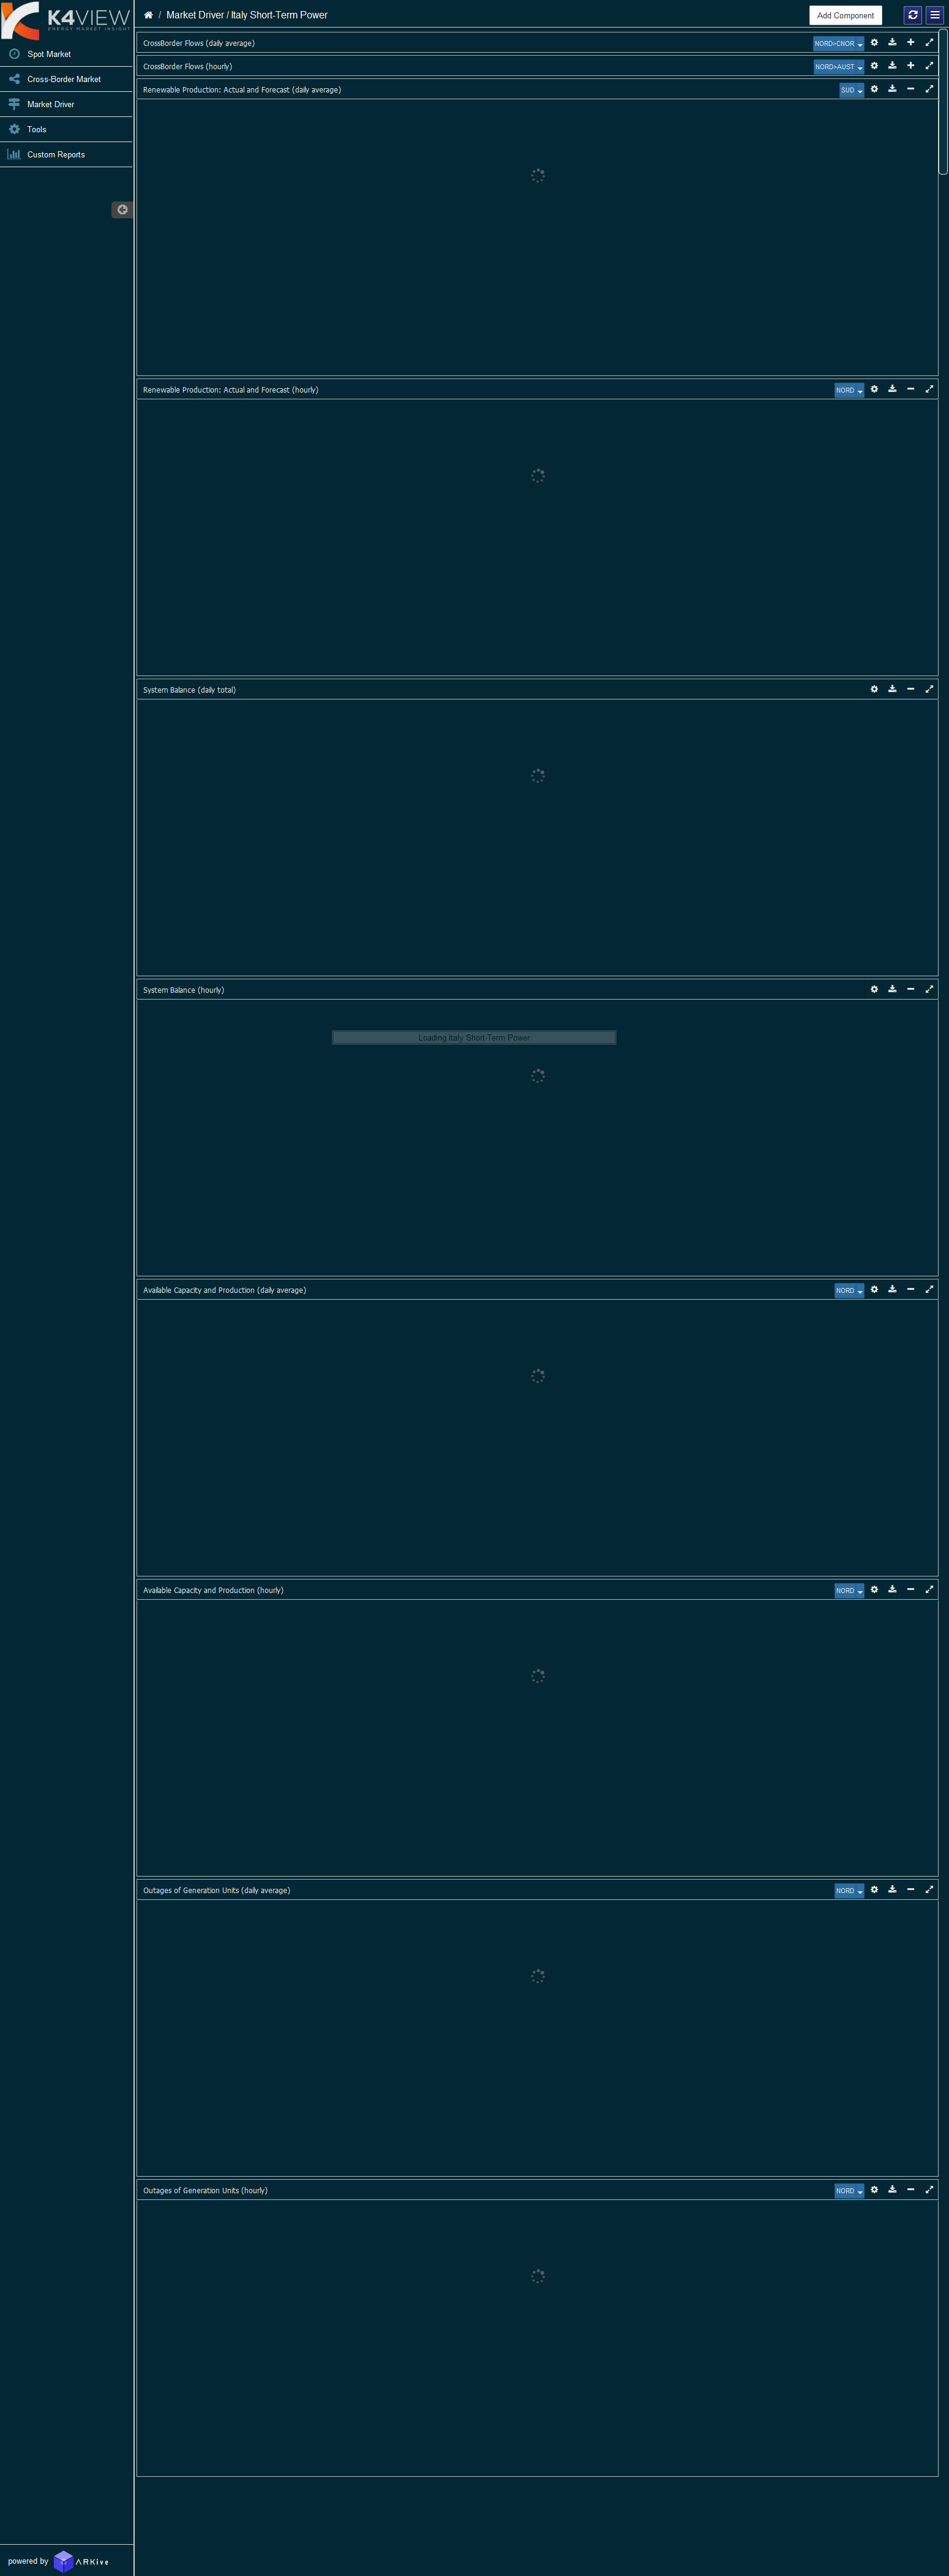 K4VIEW
ENERGY MARKET INSIGHT
Spot Market
Cross-Border Market
Market Driver
Tools
Custom Reports
/ Market Driver / Italy Short-Term Power
Add Component
CrossBorder Flows (daily average)
NORD>CNOR
CrossBorder Flows (hourly)
NORD>AUST
Renewable Production: Actual and Forecast (daily average)
SUD
Renewable Production: Actual and Forecast (hourly)
NORD
System Balance (daily total)
System Balance (hourly)
Loading Italy Short-Term Power
Available Capacity and Production (daily average)
NORD
Available Capacity and Production (hourly)
NORD
Outages of Generation Units (daily average)
NORD
Outages of Generation Units (hourly)
NORD
powered by ARKive